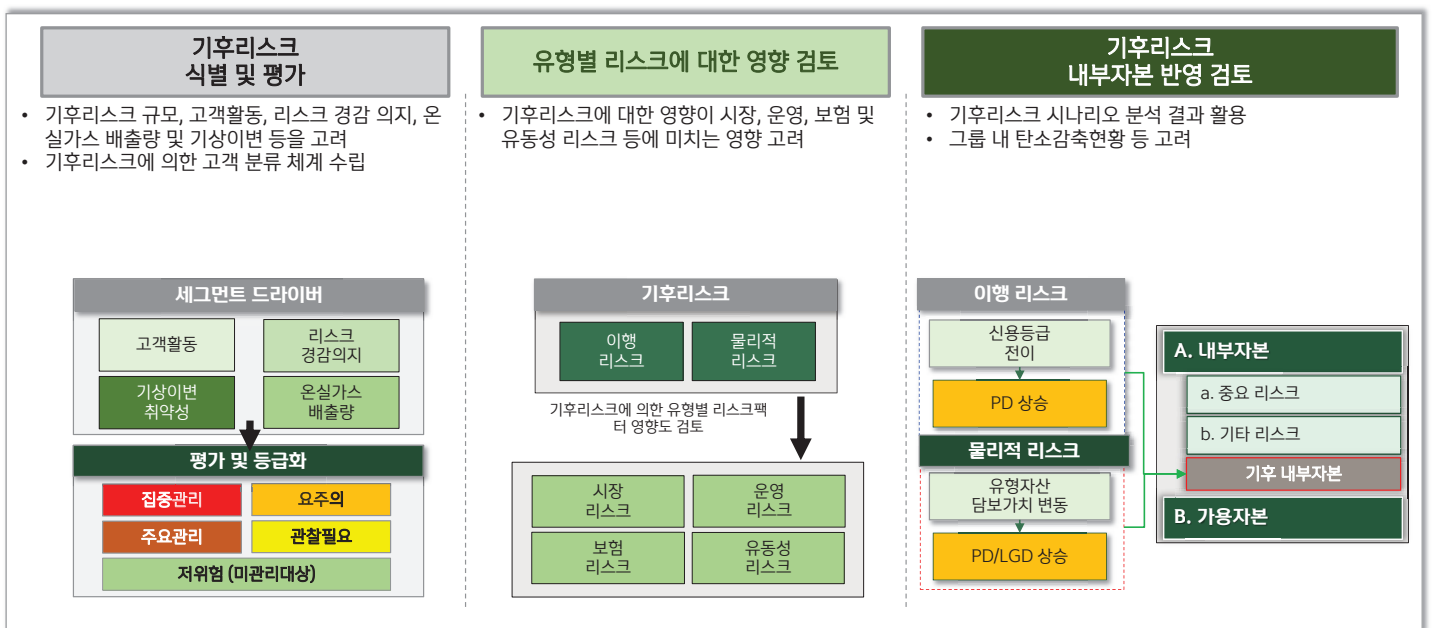 기후리스크
식별 및 평가
• 기후리스크 규모, 고객활동, 리스크 경감 의지, 온
실가스 배출량 및 기상이변 등을 고려
• 기후리스크에 의한 고객 분류 체계 수립
세그먼트 드라이버
고객활동
리스크
경감의지
기상이변
취약성
온실가스
배출량
평가 및 등급화
집중관리
요주의
주요관리
관찰필요
저위험 (미관리대상)
유형별 리스크에 대한 영향 검토
• 기후리스크에 대한 영향이 시장, 운영, 보험 및
유동성 리스크 등에 미치는 영향 고려
기후리스크
이행
리스크
물리적
리스크
기후리스크에 의한 유형별 리스크팩
터 영향도 검토
시장
리스크
운영
리스크
보험
리스크
유동성
리스크
기후리스크
내부자본 반영 검토
• 기후리스크 시나리오 분석 결과 활용
• 그룹 내 탄소감축현황 등 고려
이행 리스크
신용등급
전이
PD 상승
물리적 리스크
유형자산
담보가치 변동
PD/LGD 상승
A. 내부자본
a. 중요 리스크
b. 기타 리스크
기후 내부자본
B. 가용자본